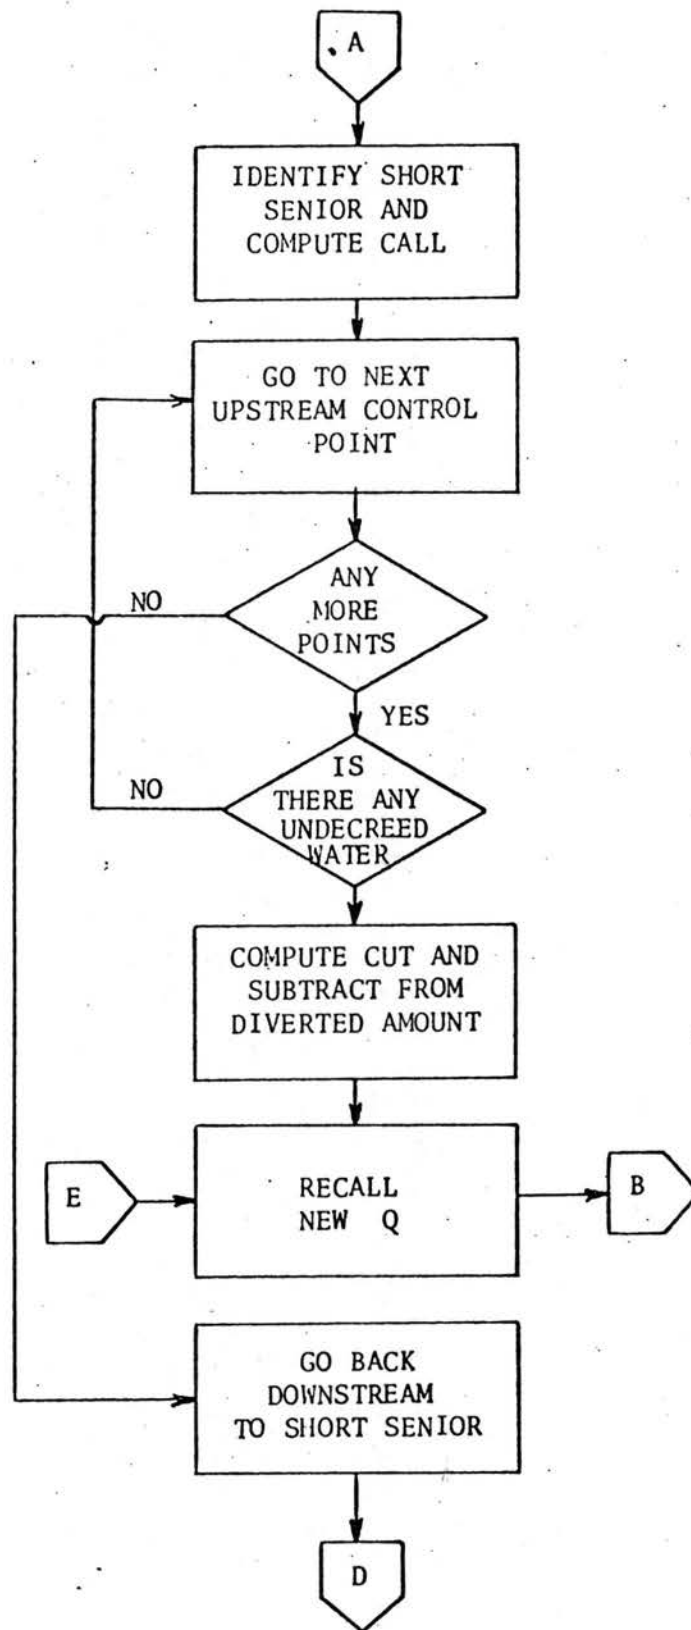 A
IDENTIFY SHORT
SENIOR AND
COMPUTE CALL
GO TO NEXT
UPSTREAM CONTROL
POINT
ANY
MORE
POINTS
NO
YES
IS
THERE ANY
UNDECREED
WATER
NO
COMPUTE CUT AND
SUBTRACT FROM
DIVERTED AMOUNT
E
RECALL
NEW Q
B
GO BACK
DOWNSTREAM
TO SHORT SENIOR
D